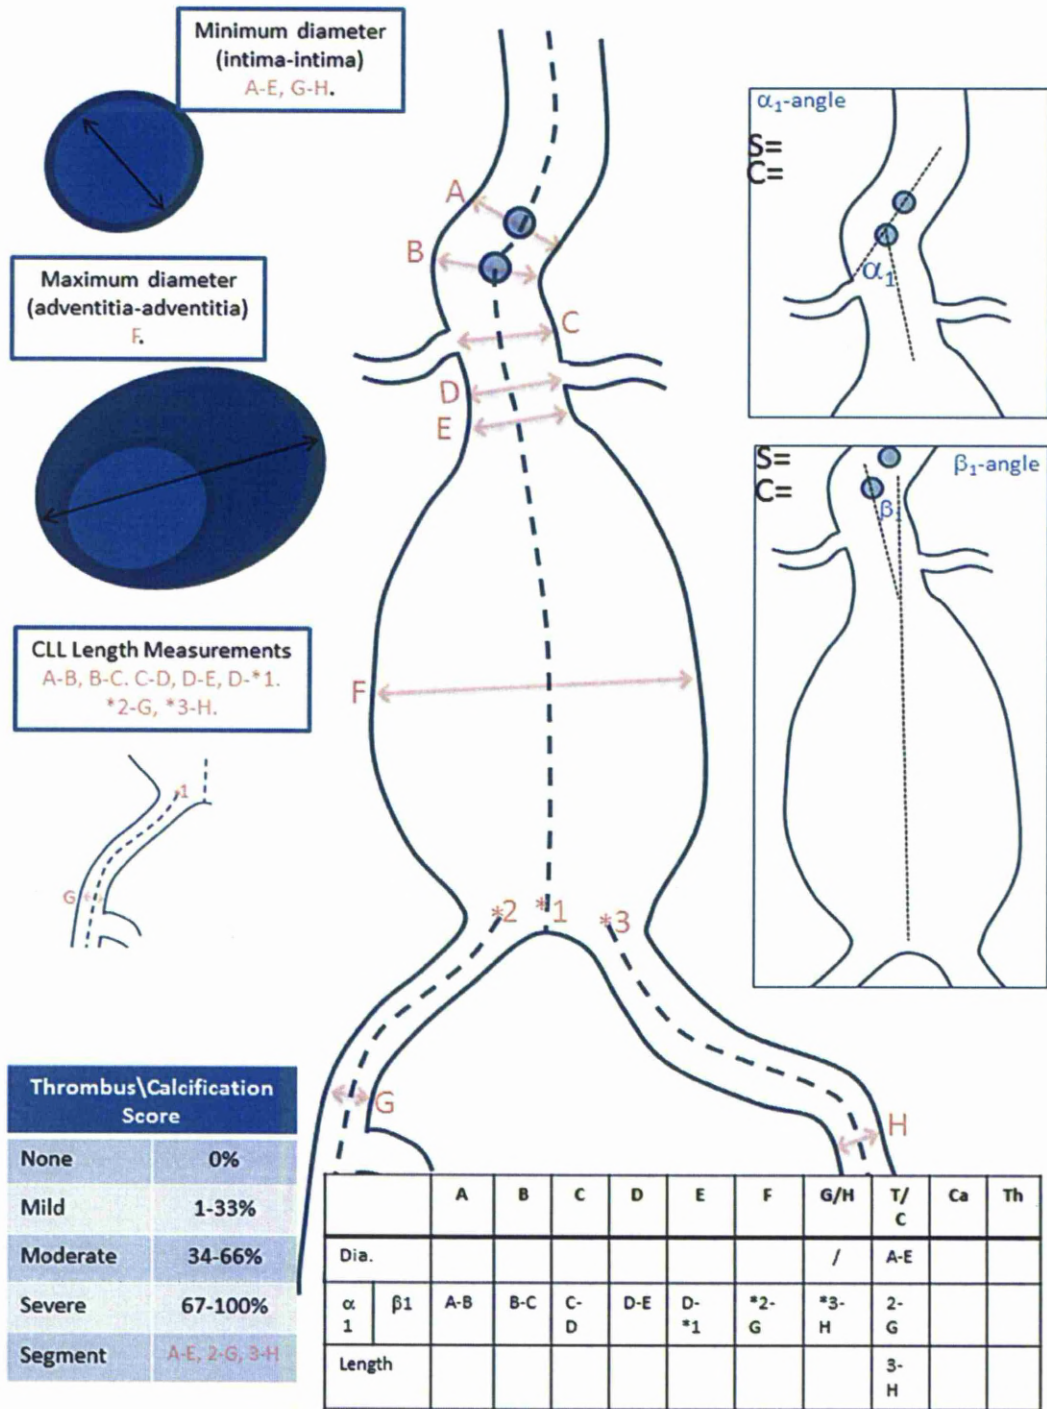 Minimum diameter
(intima-intima)
A-E, G-H.
Maximum diameter
(adventitia-adventitia)
F.
CLL Length Measurements
A-B, B-C. C-D, D-E, D-*1.
*2-G, *3-H.
1
G
A
B
C
D
E
F
*2
*1
*3
G
H
α₁-angle
S=
C=
α₁
S=
C=
β₁-angle
β₁
Thrombus\Calcification
Score
None 0%
Mild 1-33%
Moderate 34-66%
Severe 67-100%
Segment A-E, 2-G, 3-H
A B C D E F G/H T/C Ca Th
Dia. / A-E
α1 β1 A-B B-C C-D D-E D-*1 *2-G *3-H 2-G
Length 3-H